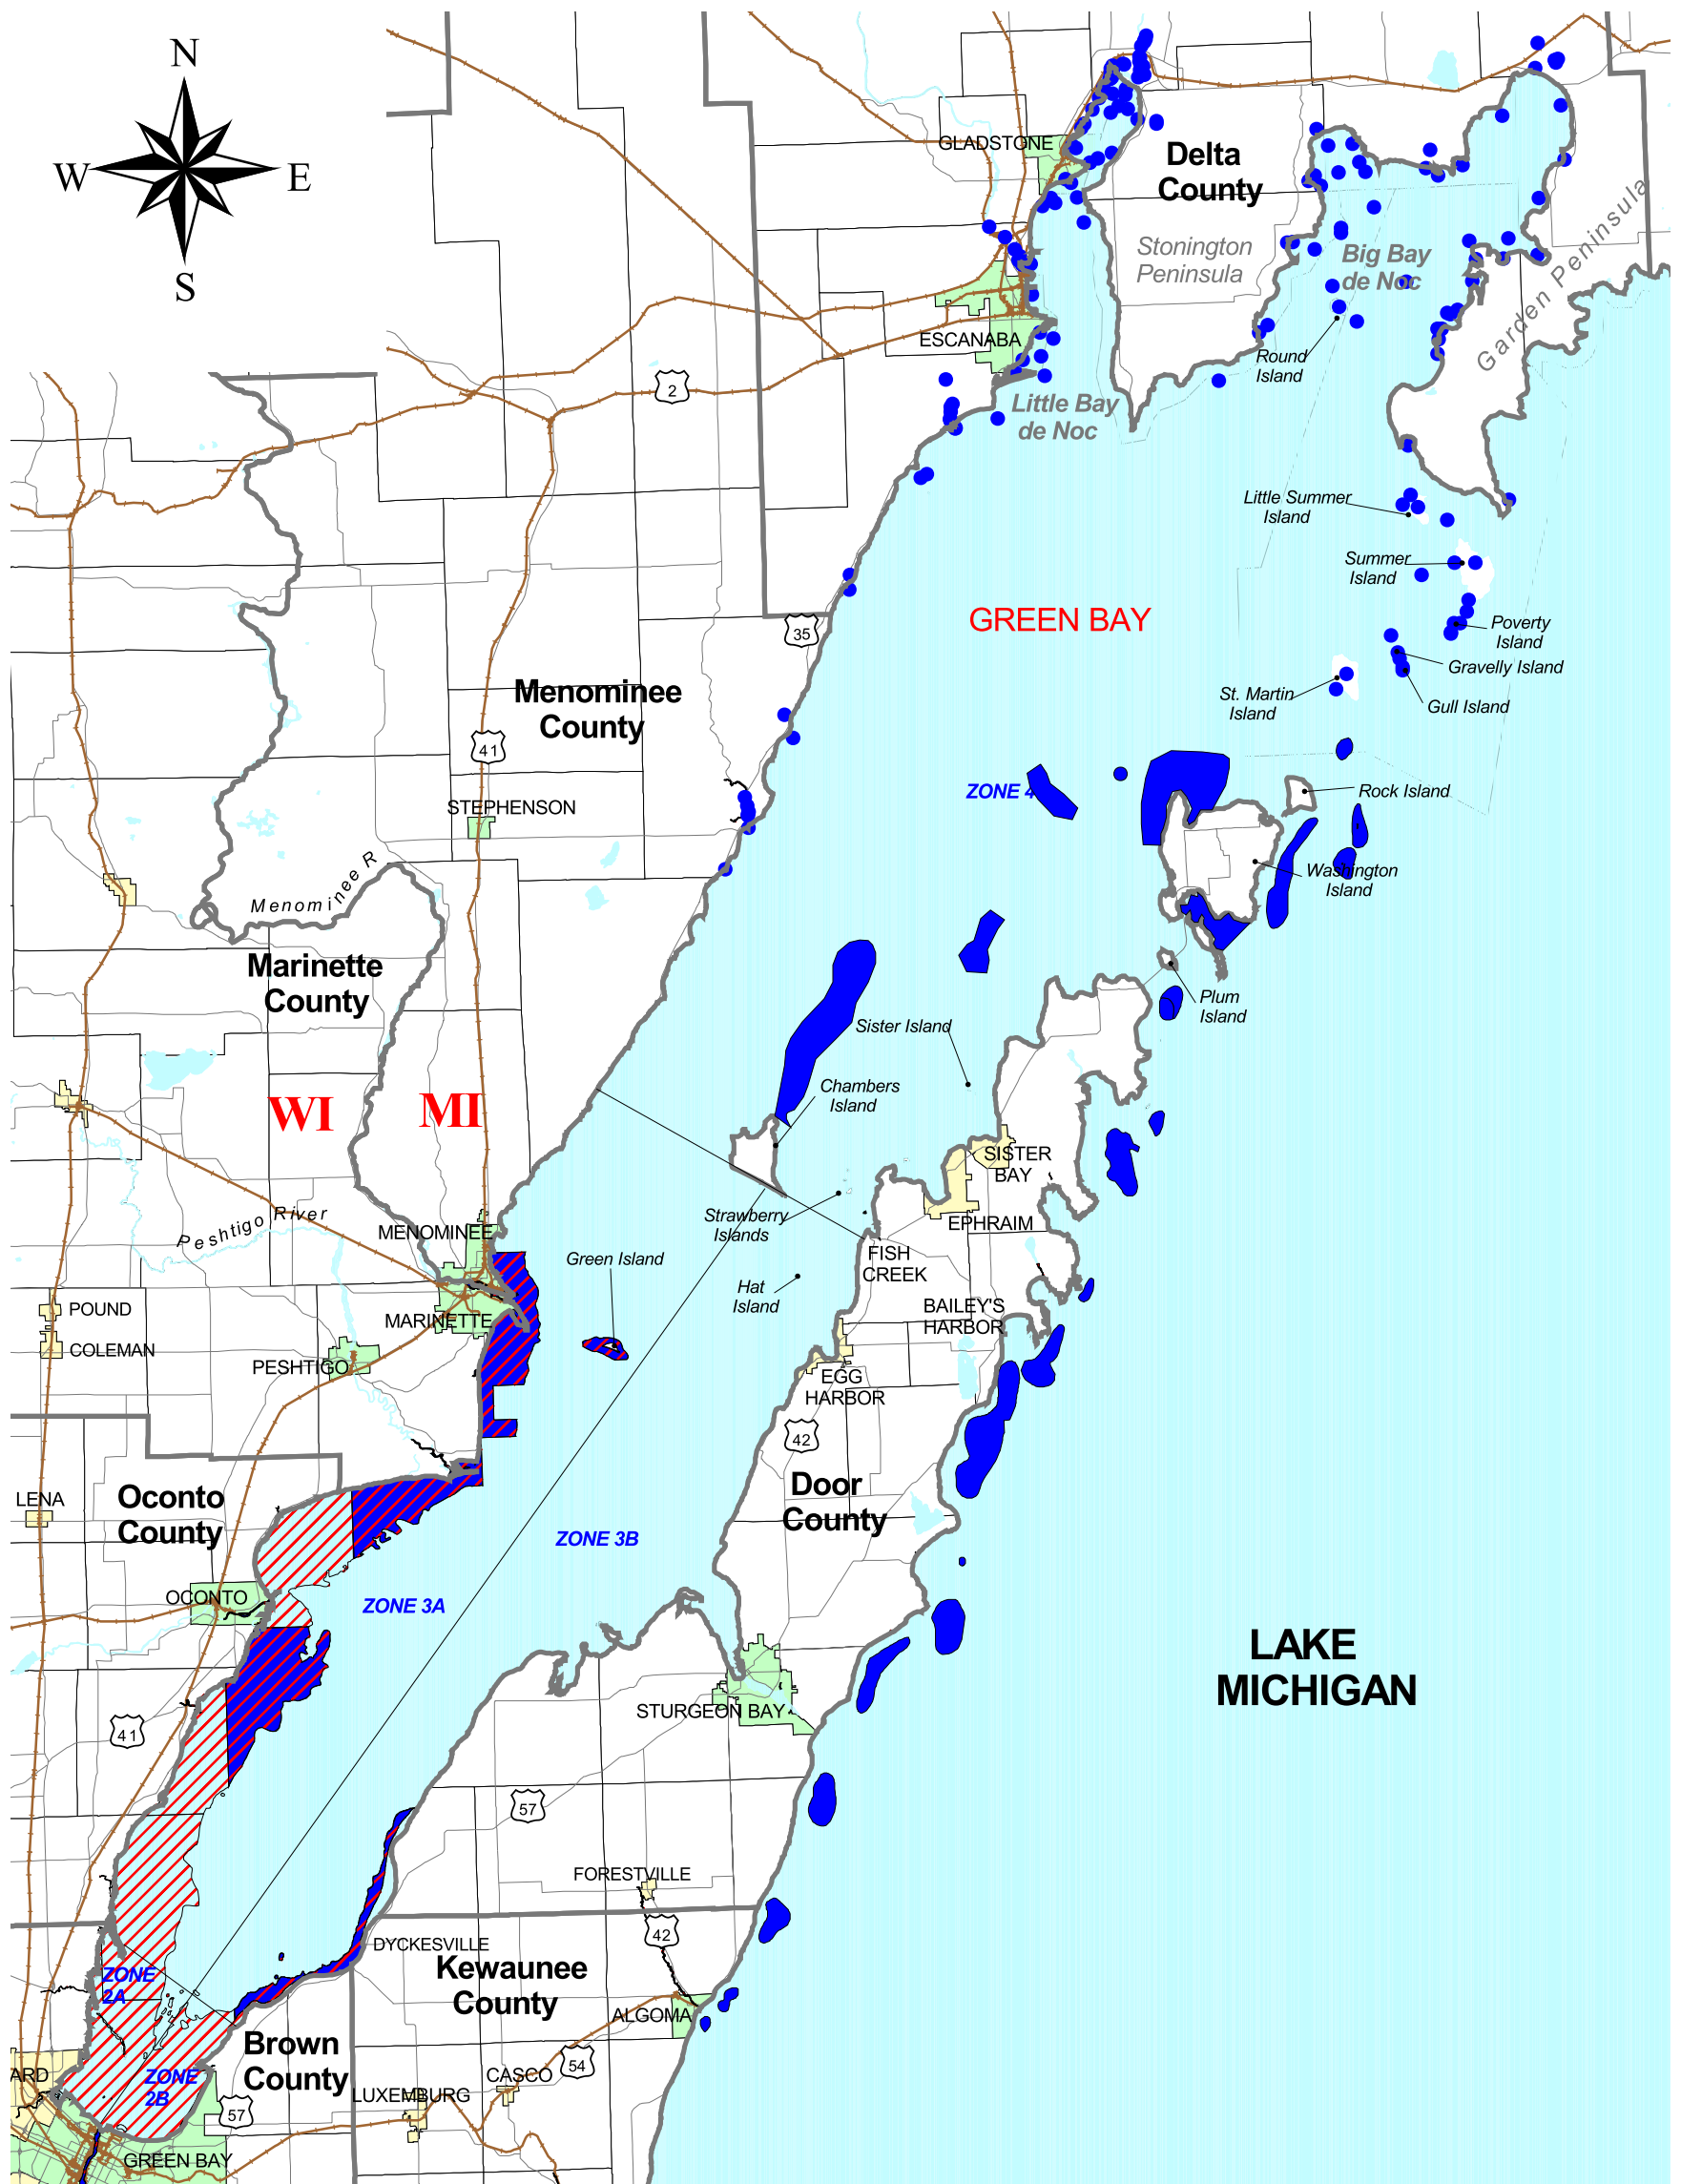 N
W
E
S
GLADSTONE
Delta
County
Stonington
Peninsula
Big Bay
de Noc
Garden Peninsula
ESCANABA
Round
Island
2
Little Bay
de Noc
Little Summer
Island
Summer
Island
35
GREEN BAY
Poverty
Island
Gravelly Island
St. Martin
Island
Gull Island
Menominee
County
41
STEPHENSON
ZONE 4
Rock Island
Washington
Island
Menominee R
Marinette
County
Plum
Island
Sister Island
Chambers
Island
WI
MI
SISTER
BAY
Strawberry
Islands
EPHRAIM
Peshtigo River
MENOMINEE
Green Island
FISH
CREEK
Hat
Island
BAILEY'S
HARBOR
POUND
MARINETTE
COLEMAN
PESHTIGO
EGG
HARBOR
42
Door
County
LENA
Oconto
County
ZONE 3B
OCONTO
ZONE 3A
LAKE
MICHIGAN
STURGEON BAY
41
57
FORESTVILLE
42
DYCKESVILLE
Kewaunee
County
ZONE
2A
ALGOMA
Brown
County
54
ARD
ZONE
2B
CASCO
LUXEMBURG
57
GREEN BAY